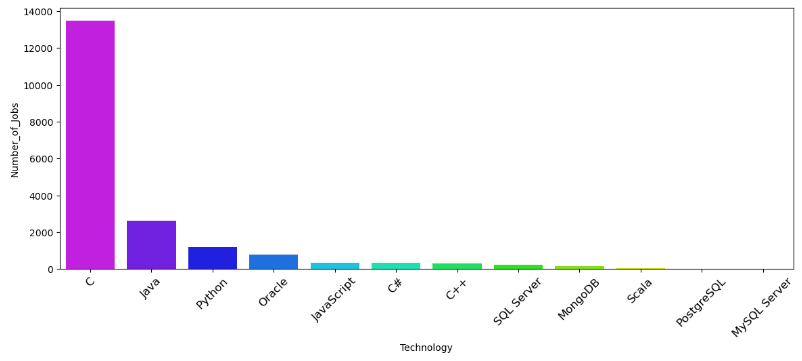 14000
12000
10000
8000
6000
4000
2000
0
Number_of_Jobs
C
Java
Python
Oracle
JavaScript
C#
C++
SQL Server
MongoDB
Scala
PostgreSQL
MySQL Server
Technology